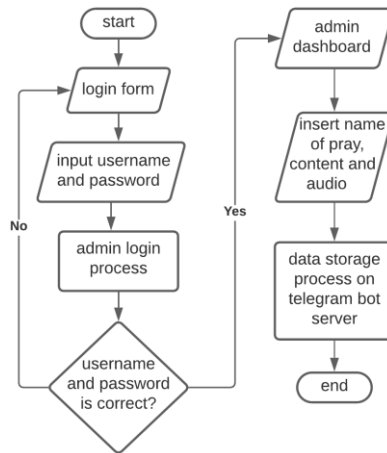 start
login form
input username
and password
admin login
process
username
and password
is correct?
No
Yes
admin
dashboard
insert name
of pray,
content and
audio
data storage
process on
telegram bot
server
end